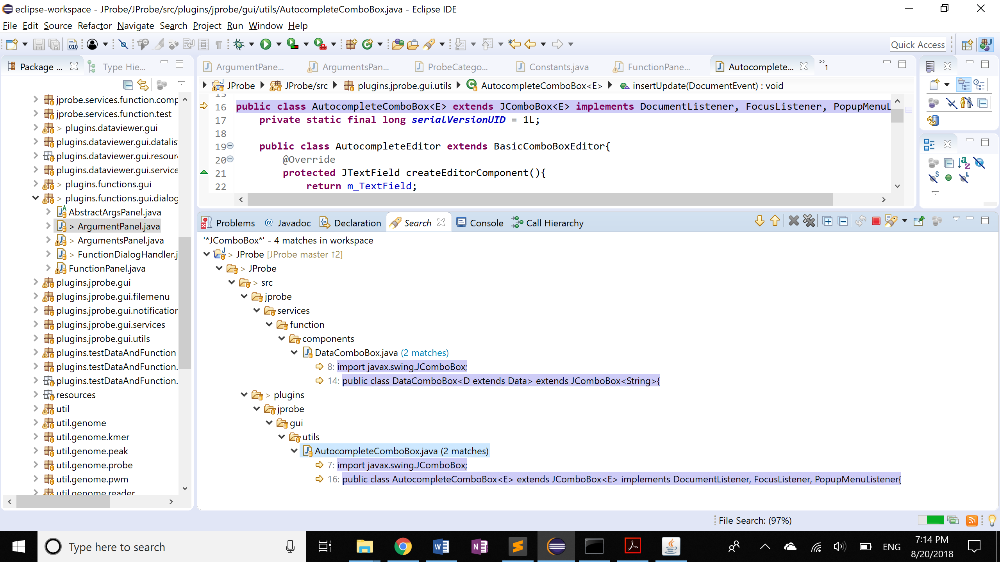 eclipse-workspace - JProbe/JProbe/src/plugins/jprobe/gui/utils/AutocompleteComboBox.java - Eclipse IDE
File Edit Source Refactor Navigate Search Project Run Window Help
Quick Access
Package ...
Type Hie...
jprobe.services.function.comp
jprobe.services.function.test
> plugins.dataviewer.gui
plugins.dataviewer.gui.datalist
plugins.dataviewer.gui.resour
plugins.dataviewer.gui.service
> plugins.functions.gui
> plugins.functions.gui.dialog
AbstractArgsPanel.java
> ArgumentPanel.java
> ArgumentsPanel.java
> FunctionDialogHandler.j
FunctionPanel.java
plugins.jprobe.gui
plugins.jprobe.gui.filemenu
plugins.jprobe.gui.notification
plugins.jprobe.gui.services
plugins.jprobe.gui.utils
plugins.testDataAndFunction
plugins.testDataAndFunction.
plugins.testDataAndFunction.
resources
util
util.genome
util.genome.kmer
util.genome.peak
util.genome.probe
util.genome.pwm
util.genome.reader
ArgumentPane... ArgumentsPan... ProbeCatego... Constants.java FunctionPane... Autocomplete... »1
JProbe JProbe/src plugins.jprobe.gui.utils AutocompleteComboBox<E> insertUpdate(DocumentEvent) : void
15
16 public class AutocompleteComboBox<E> extends JComboBox<E> implements DocumentListener, FocusListener, PopupMenuL
17 private static final long serialVersionUID = 1L;
18
19 public class AutocompleteEditor extends BasicComboBoxEditor{
20 @Override
21 protected JTextField createEditorComponent(){
22 return m_TextField;
Problems @ Javadoc Declaration Search Console Call Hierarchy
'*JComboBox*' - 4 matches in workspace
> JProbe [JProbe master ↑2]
> JProbe
> src
jprobe
services
function
components
DataComboBox.java (2 matches)
8: import javax.swing.JComboBox;
14: public class DataComboBox<D extends Data> extends JComboBox<String>{
> plugins
jprobe
gui
utils
AutocompleteComboBox.java (2 matches)
7: import javax.swing.JComboBox;
16: public class AutocompleteComboBox<E> extends JComboBox<E> implements DocumentListener, FocusListener, PopupMenuListener{
File Search: (97%)
Type here to search
ENG
7:14 PM
8/20/2018